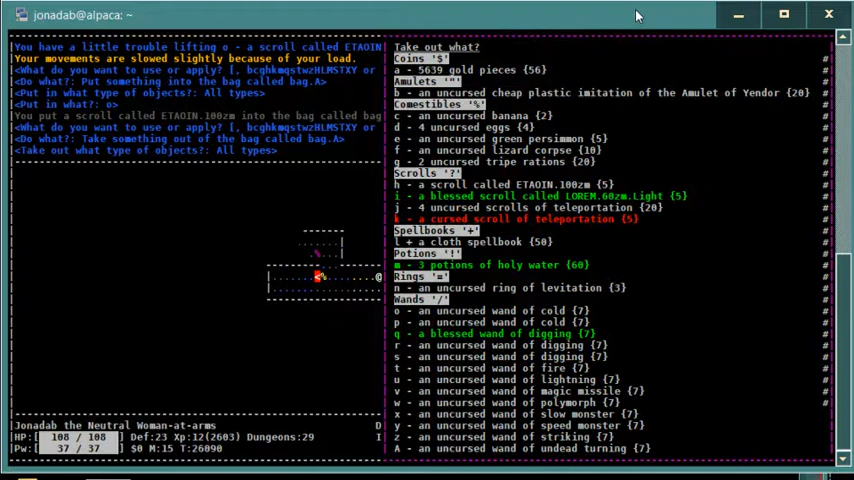 jonadab@alpaca: ~
You have a little trouble lifting o - a scroll called ETAOIN
Your movements are slowed slightly because of your load.
<What do you want to use or apply? [, bcghkmqstwzHLMSTXY or
<Do what?: Put something into the bag called bag.A>
<Put in what type of objects?: All types>
<Put in what?: o>
You put a scroll called ETAOIN.100zm into the bag called bag
<What do you want to use or apply? [, bcghkmqstwzHLMSTXY or
<Do what?: Take something out of the bag called bag.A>
<Take out what type of objects?: All types>
Jonadab the Neutral Woman-at-arms D
HP:[ 108 / 108 ] Def:23 Xp:12(2603) Dungeons:29 I
Pw:[ 37 / 37 ] $0 M:15 T:26090
Take out what?
Coins '$' #
a - 5639 gold pieces {56}
Amulets '"' #
b - an uncursed cheap plastic imitation of the Amulet of Yendor {20}
Comestibles '%' #
c - an uncursed banana {2}
d - 4 uncursed eggs {4}
e - an uncursed green persimmon {5}
f - an uncursed lizard corpse {10}
g - 2 uncursed tripe rations {20}
Scrolls '?' #
h - a scroll called ETAOIN.100zm {5} #
i - a blessed scroll called LOREM.60zm.Light {5} #
j - 4 uncursed scrolls of teleportation {20} #
k - a cursed scroll of teleportation {5} #
Spellbooks '+' #
l + a cloth spellbook {50} #
Potions '!' #
m - 3 potions of holy water {60} #
Rings '=' #
n - an uncursed ring of levitation {3} #
Wands '/' #
o - an uncursed wand of cold {7} #
p - an uncursed wand of cold {7} #
q - a blessed wand of digging {7} #
r - an uncursed wand of digging {7} #
s - an uncursed wand of digging {7} #
t - an uncursed wand of fire {7} #
u - an uncursed wand of lightning {7} #
v - an uncursed wand of magic missile {7} #
w - an uncursed wand of polymorph {7} #
x - an uncursed wand of slow monster {7}
y - an uncursed wand of speed monster {7}
z - an uncursed wand of striking {7}
A - an uncursed wand of undead turning {7}